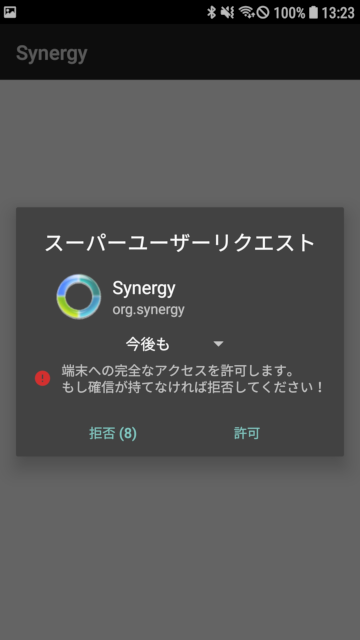 100% 13:23
Synergy
スーパーユーザーリクエスト
Synergy
org.synergy
今後も
端末への完全なアクセスを許可します。
もし確信が持てなければ拒否してください！
拒否 (8) 許可